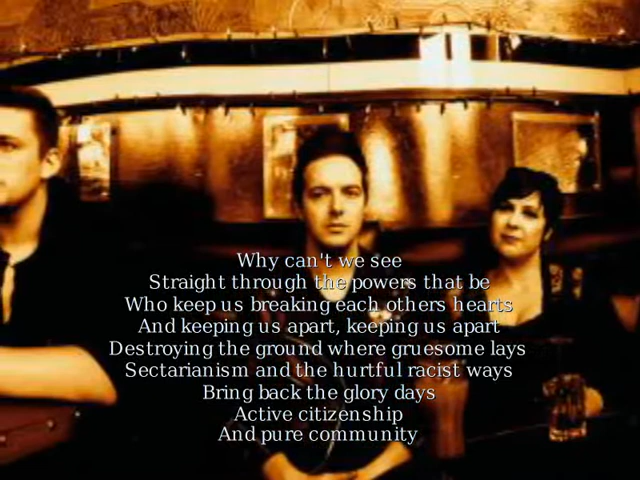 Why can't we see
Straight through the powers that be
Who keep us breaking each others hearts
And keeping us apart, keeping us apart
Destroying the ground where gruesome lays
Sectarianism and the hurtful racist ways
Bring back the glory days
Active citizenship
And pure community